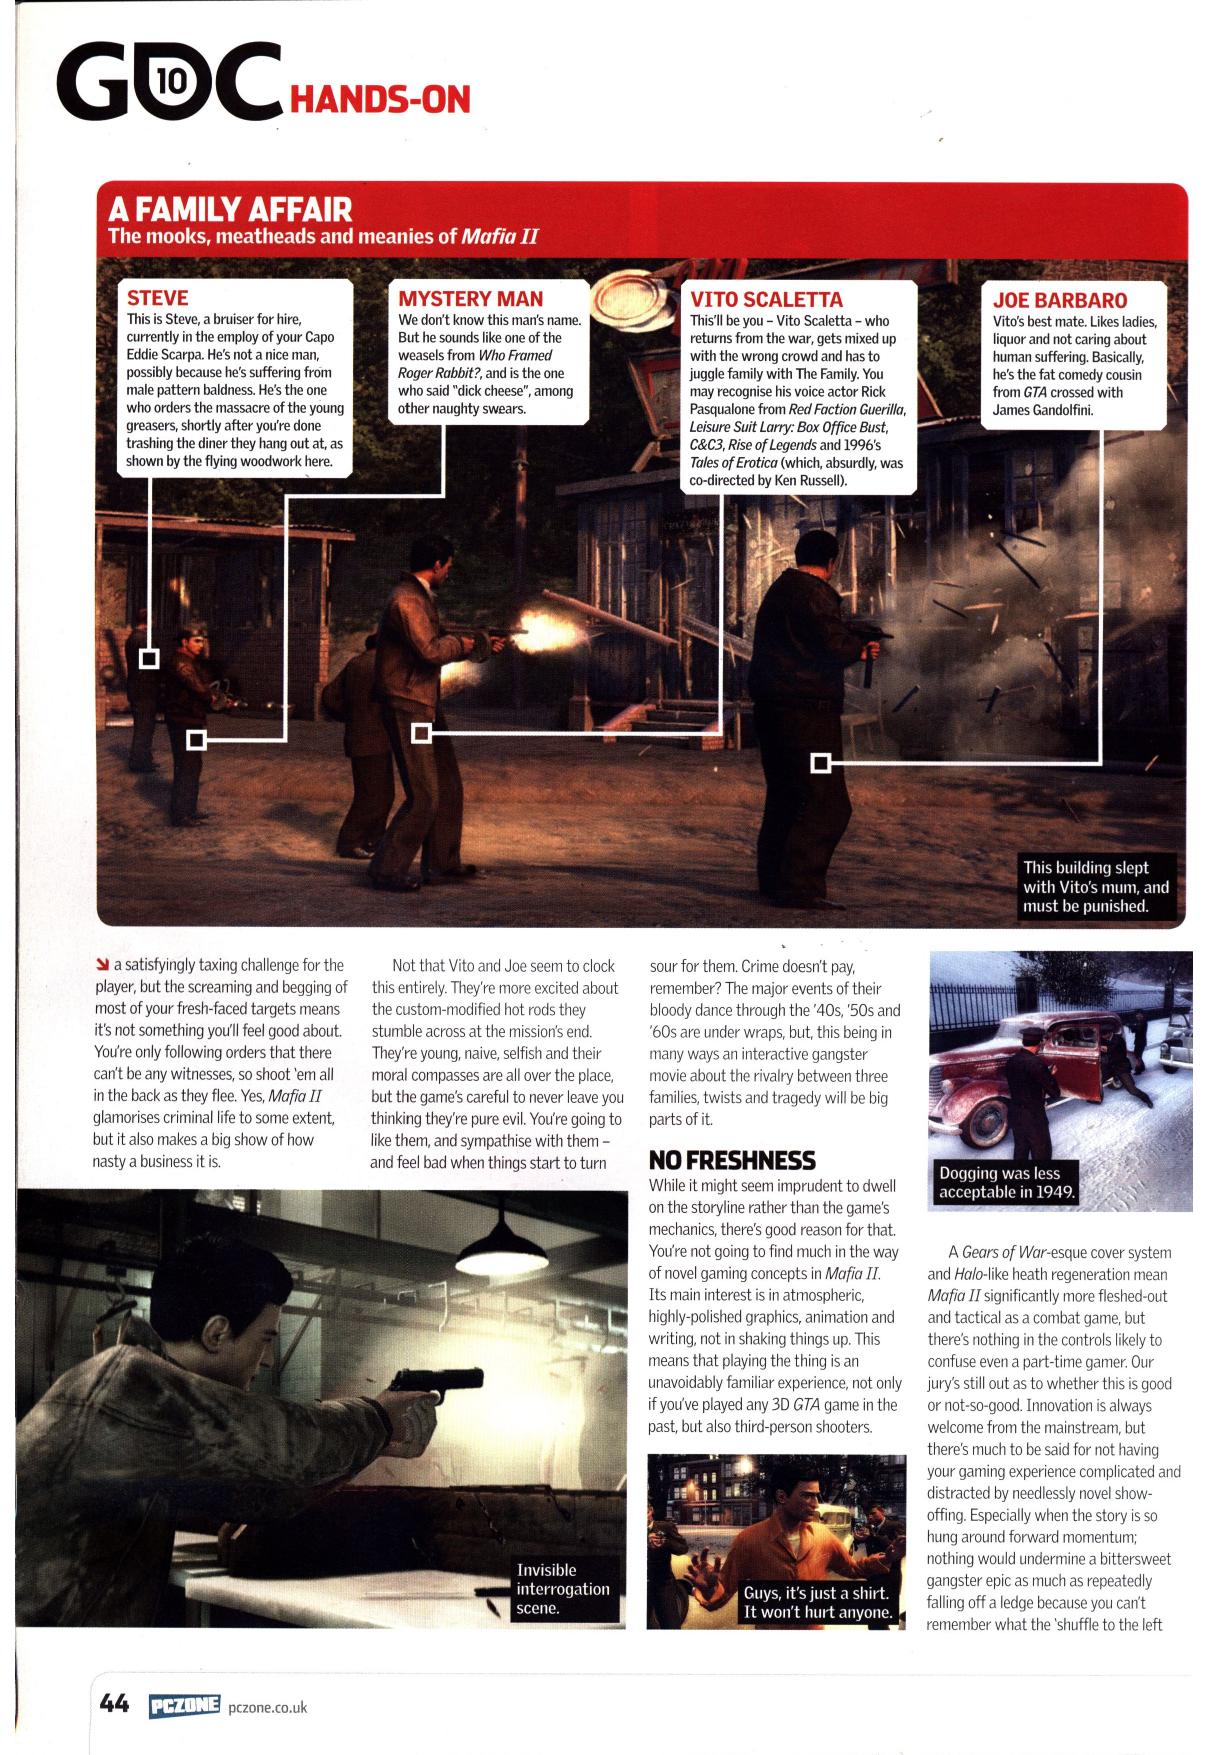 GDC
10
HANDS-ON
A FAMILY AFFAIR
The mooks, meatheads and meanies of Mafia II
STEVE
This is Steve, a bruiser for hire,
currently in the employ of your Capo
Eddie Scarpa. He's not a nice man,
possibly because he's suffering from
male pattern baldness. He's the one
who orders the massacre of the young
greasers, shortly after you're done
trashing the diner they hang out at, as
shown by the flying woodwork here.
MYSTERY MAN
We don't know this man's name.
But he sounds like one of the
weasels from Who Framed
Roger Rabbit?, and is the one
who said "dick cheese", among
other naughty swears.
VITO SCALETTA
This'll be you – Vito Scaletta – who
returns from the war, gets mixed up
with the wrong crowd and has to
juggle family with The Family. You
may recognise his voice actor Rick
Pasqualone from Red Faction Guerilla,
Leisure Suit Larry: Box Office Bust,
C&C3, Rise of Legends and 1996's
Tales of Erotica (which, absurdly, was
co-directed by Ken Russell).
JOE BARBARO
Vito's best mate. Likes ladies,
liquor and not caring about
human suffering. Basically,
he's the fat comedy cousin
from GTA crossed with
James Gandolfini.
This building slept
with Vito's mum, and
must be punished.
a satisfyingly taxing challenge for the
player, but the screaming and begging of
most of your fresh-faced targets means
it's not something you'll feel good about.
You're only following orders that there
can't be any witnesses, so shoot 'em all
in the back as they flee. Yes, Mafia II
glamorises criminal life to some extent,
but it also makes a big show of how
nasty a business it is.
Not that Vito and Joe seem to clock
this entirely. They're more excited about
the custom-modified hot rods they
stumble across at the mission's end.
They're young, naive, selfish and their
moral compasses are all over the place,
but the game's careful to never leave you
thinking they're pure evil. You're going to
like them, and sympathise with them –
and feel bad when things start to turn
sour for them. Crime doesn't pay,
remember? The major events of their
bloody dance through the '40s, '50s and
'60s are under wraps, but, this being in
many ways an interactive gangster
movie about the rivalry between three
families, twists and tragedy will be big
parts of it.
NO FRESHNESS
While it might seem imprudent to dwell
on the storyline rather than the game's
mechanics, there's good reason for that.
You're not going to find much in the way
of novel gaming concepts in Mafia II.
Its main interest is in atmospheric,
highly-polished graphics, animation and
writing, not in shaking things up. This
means that playing the thing is an
unavoidably familiar experience, not only
if you've played any 3D GTA game in the
past, but also third-person shooters.
Dogging was less
acceptable in 1949.
A Gears of War-esque cover system
and Halo-like heath regeneration mean
Mafia II significantly more fleshed-out
and tactical as a combat game, but
there's nothing in the controls likely to
confuse even a part-time gamer. Our
jury's still out as to whether this is good
or not-so-good. Innovation is always
welcome from the mainstream, but
there's much to be said for not having
your gaming experience complicated and
distracted by needlessly novel show-
offing. Especially when the story is so
hung around forward momentum;
nothing would undermine a bittersweet
gangster epic as much as repeatedly
falling off a ledge because you can't
remember what the 'shuffle to the left
Invisible
interrogation
scene.
Guys, it's just a shirt.
It won't hurt anyone.
44
PCZONE
pczone.co.uk